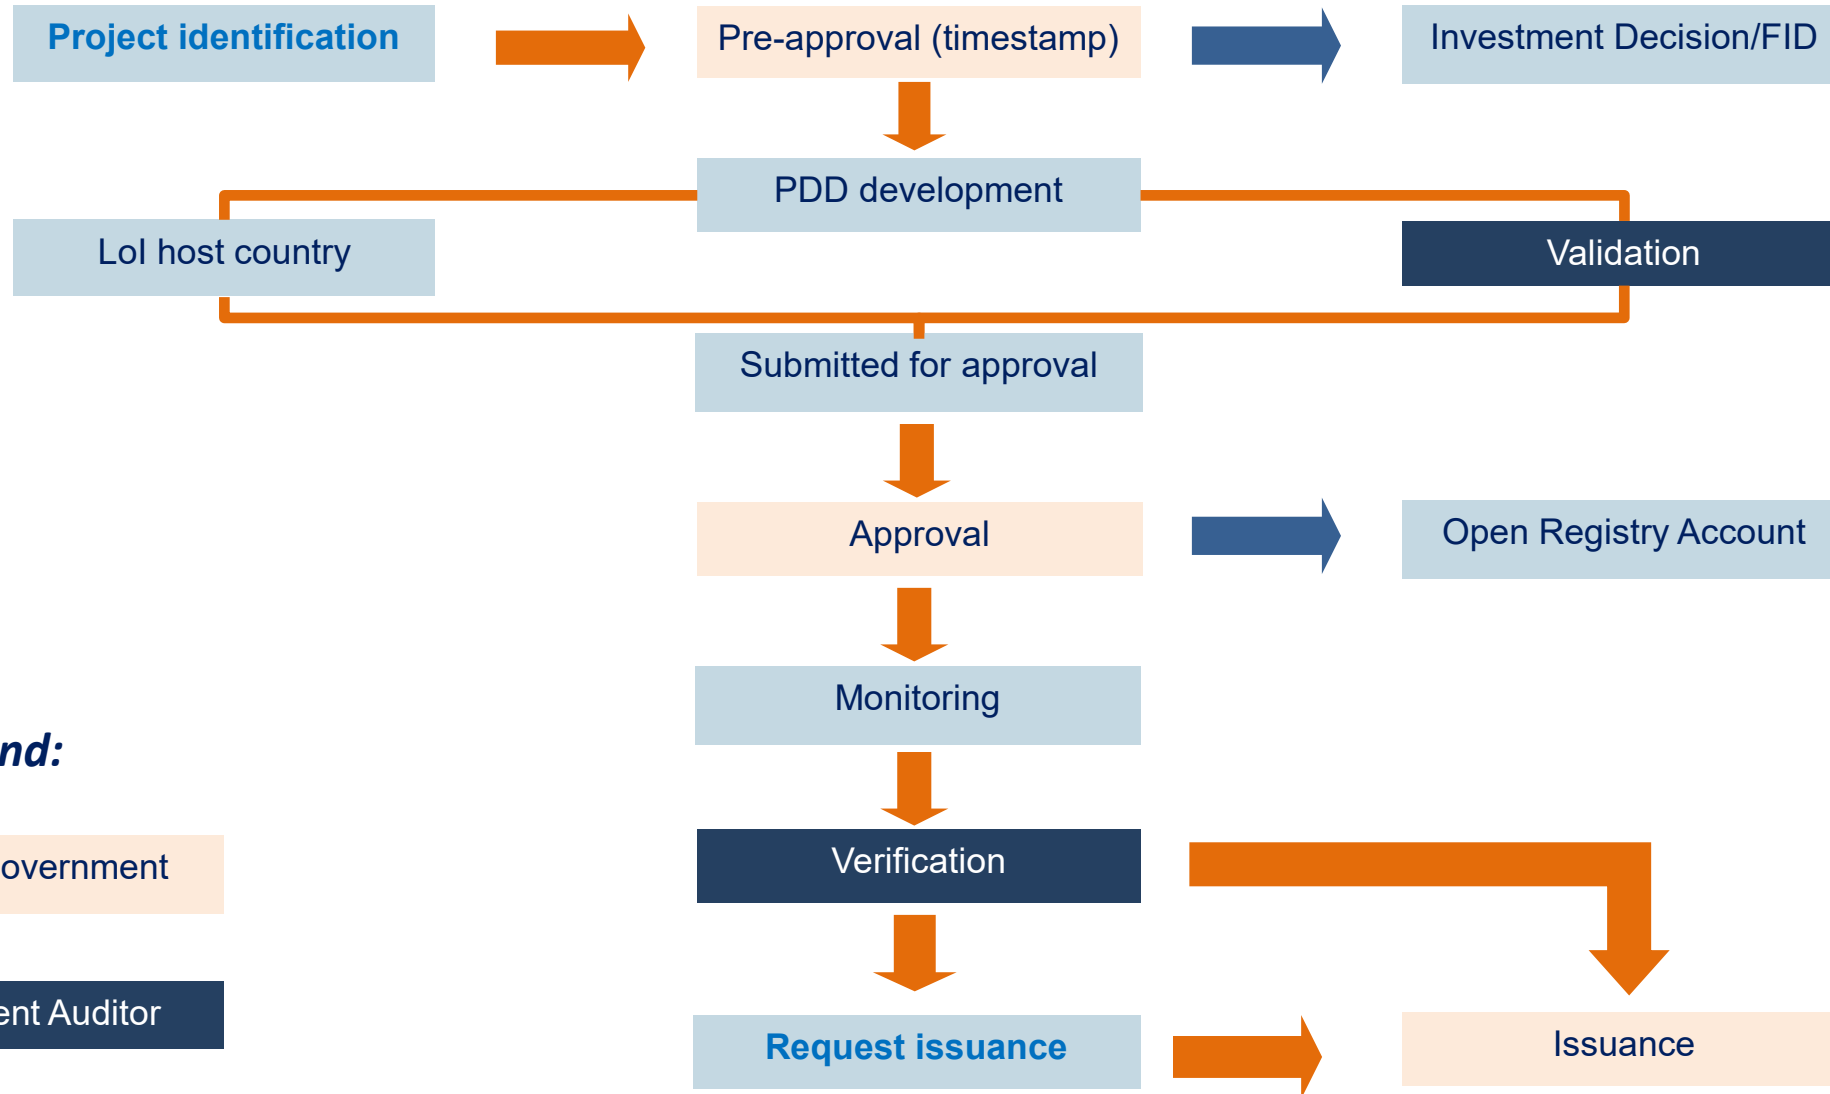 Project identification
Pre-approval (timestamp)
Investment Decision/FID
PDD development
LoI host country
Validation
Submitted for approval
Approval
Open Registry Account
Monitoring
nd:
Verification
overnment
ent Auditor
Request issuance
Issuance